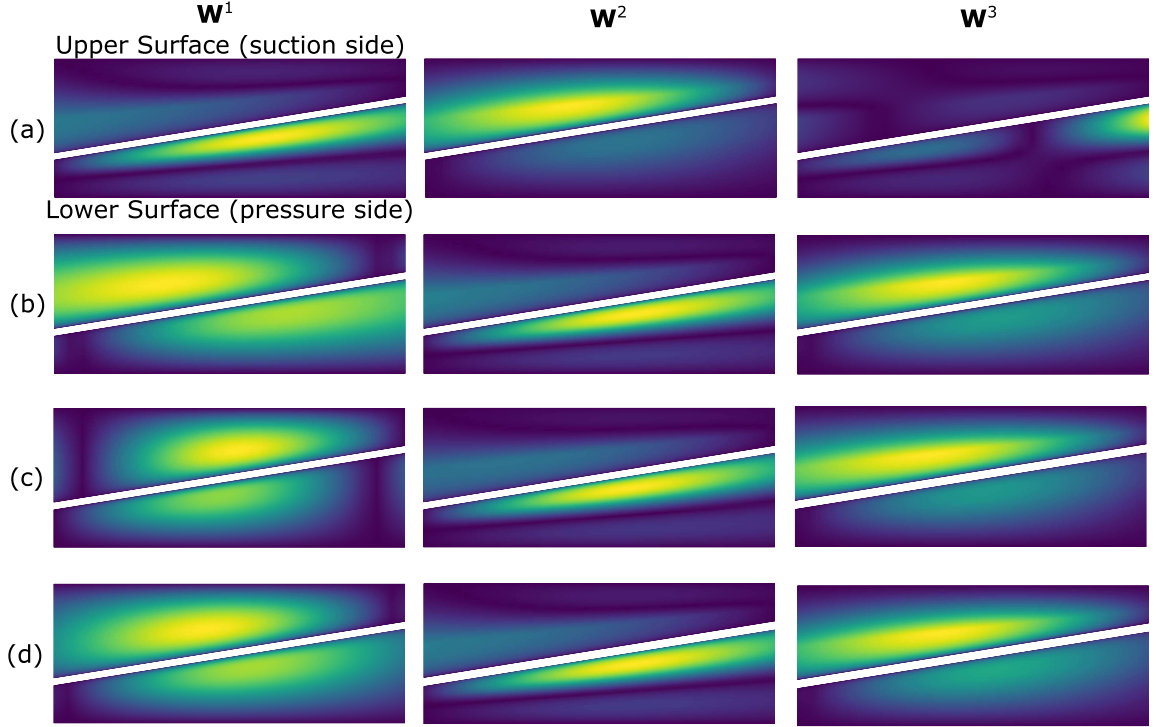 W¹ W² W³
Upper Surface (suction side)
(a)
Lower Surface (pressure side)
(b)
(c)
(d)